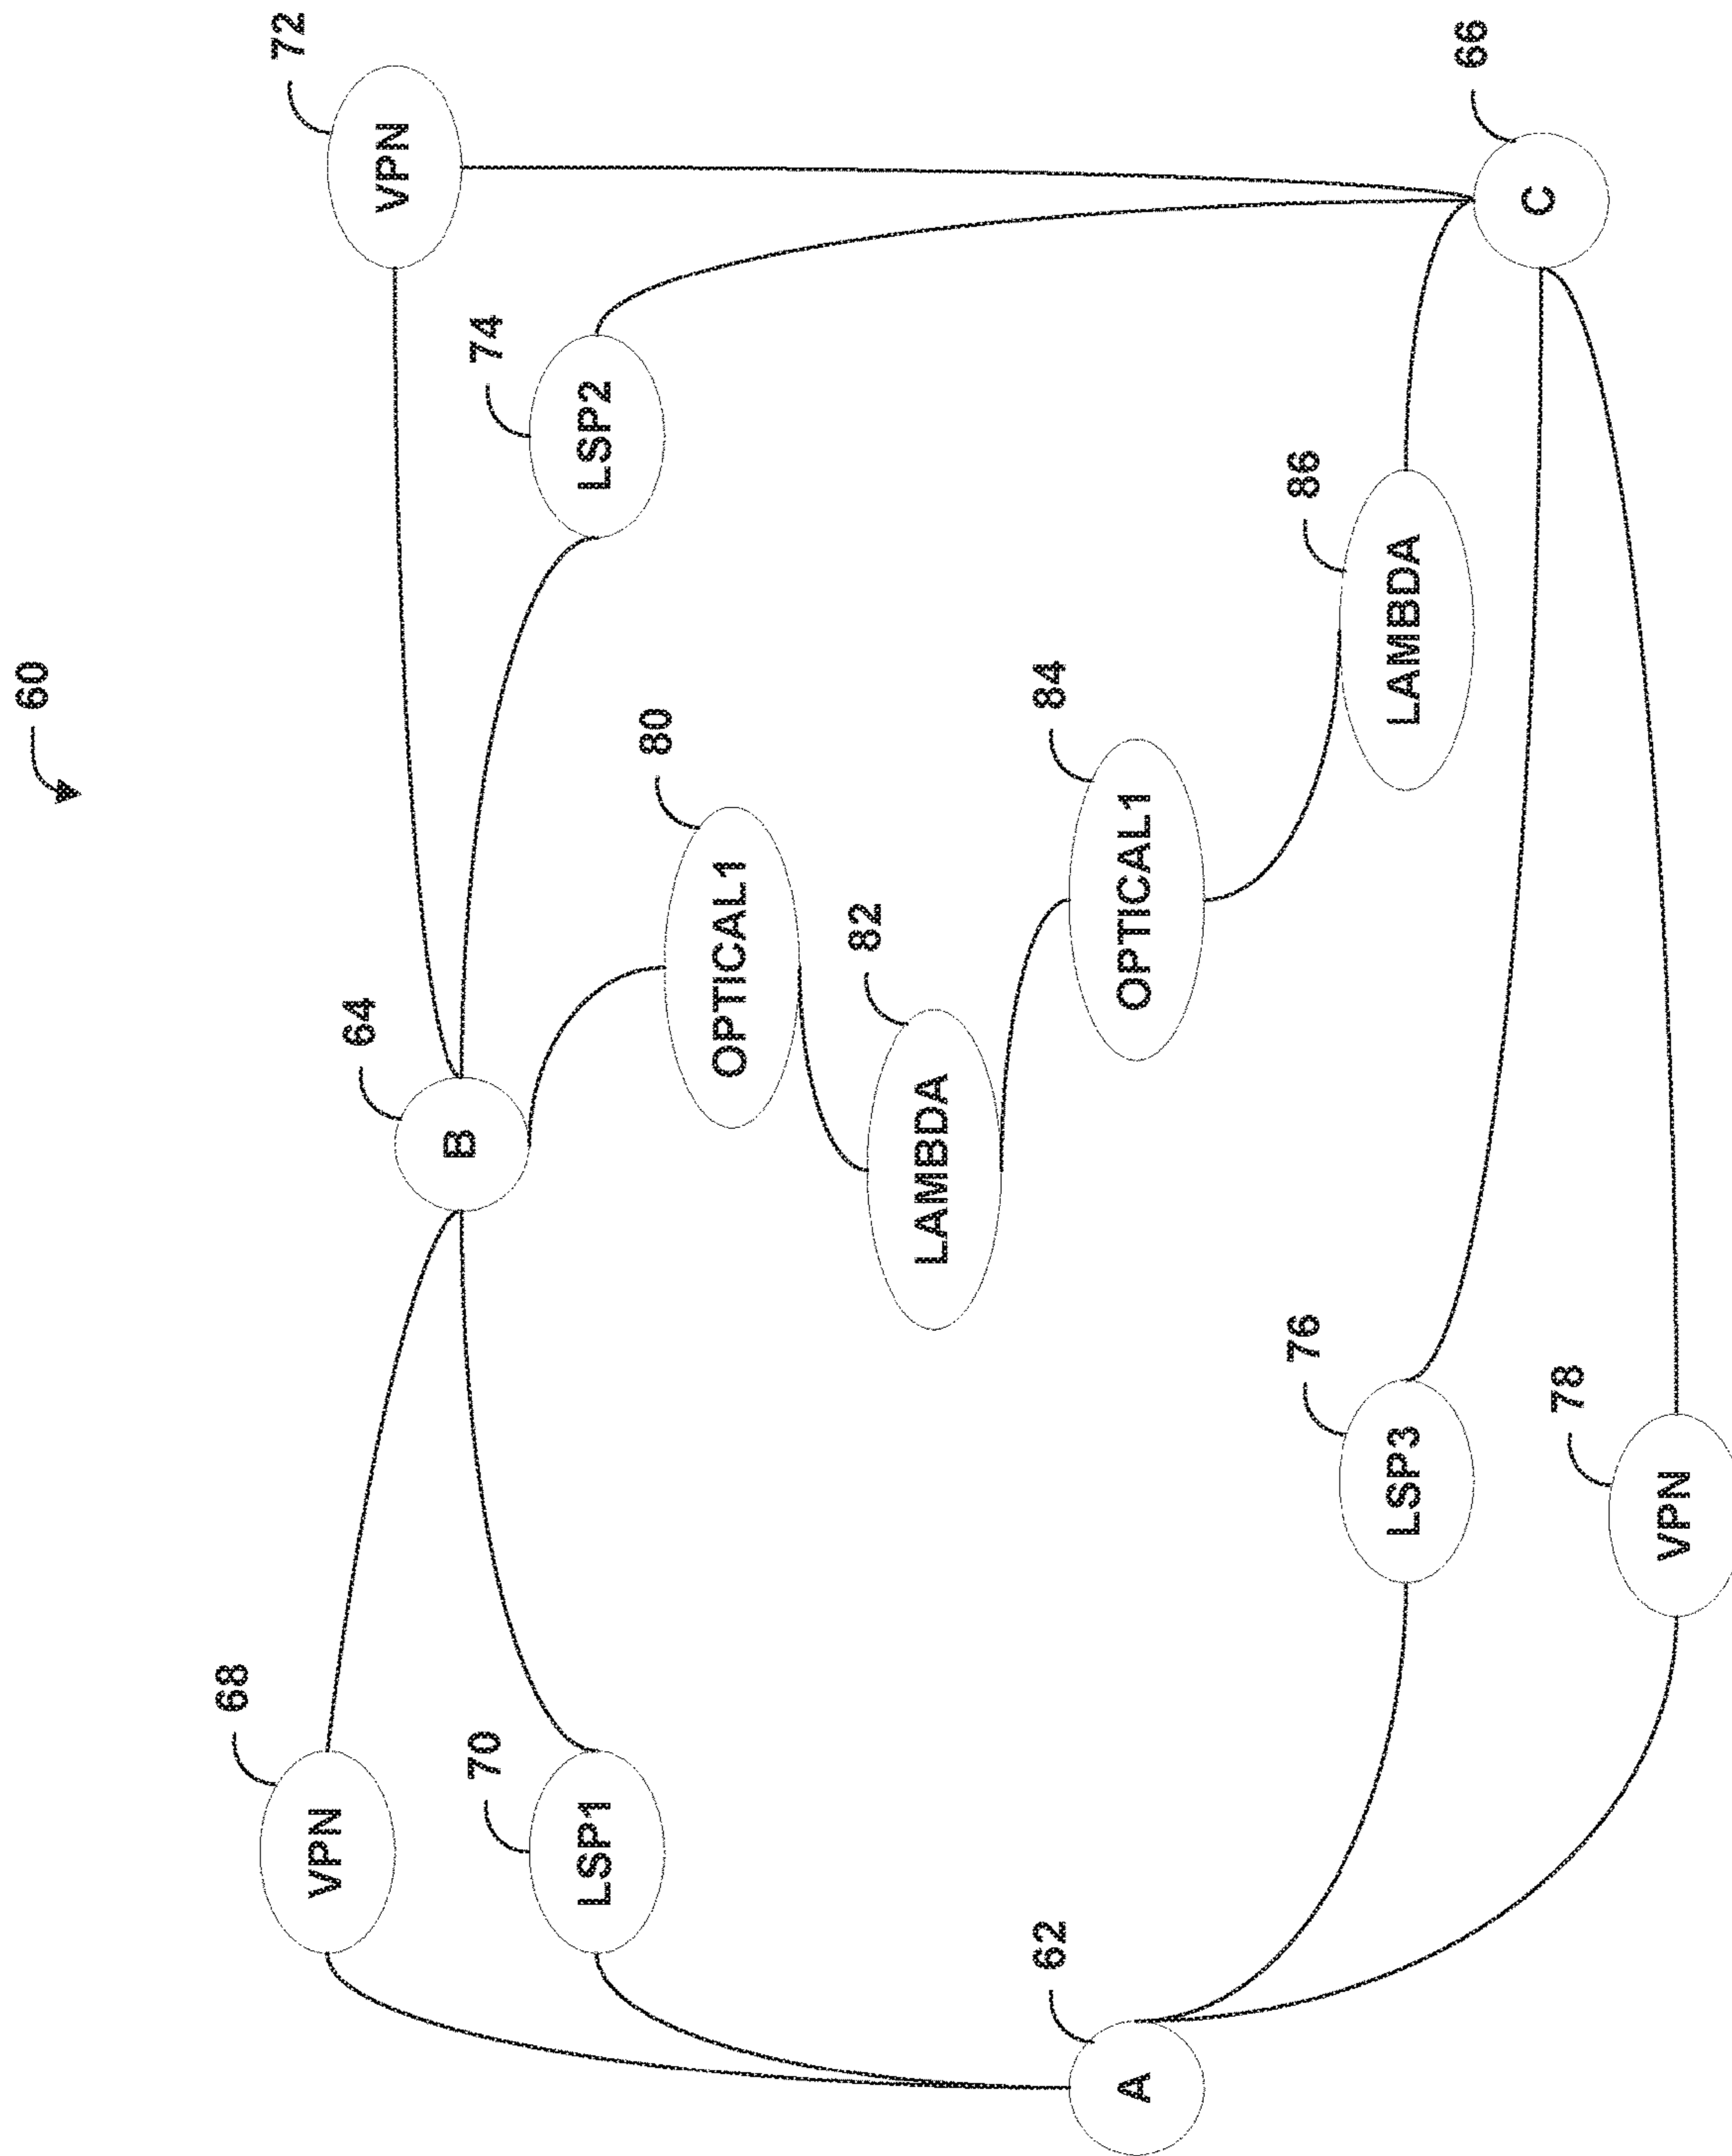 60
72
VPN
68
VPN
64
B
74
LSP2
70
LSP1
80
OPTICAL1
82
LAMBDA
84
OPTICAL1
62
A
86
LAMBDA
76
LSP3
66
C
78
VPN